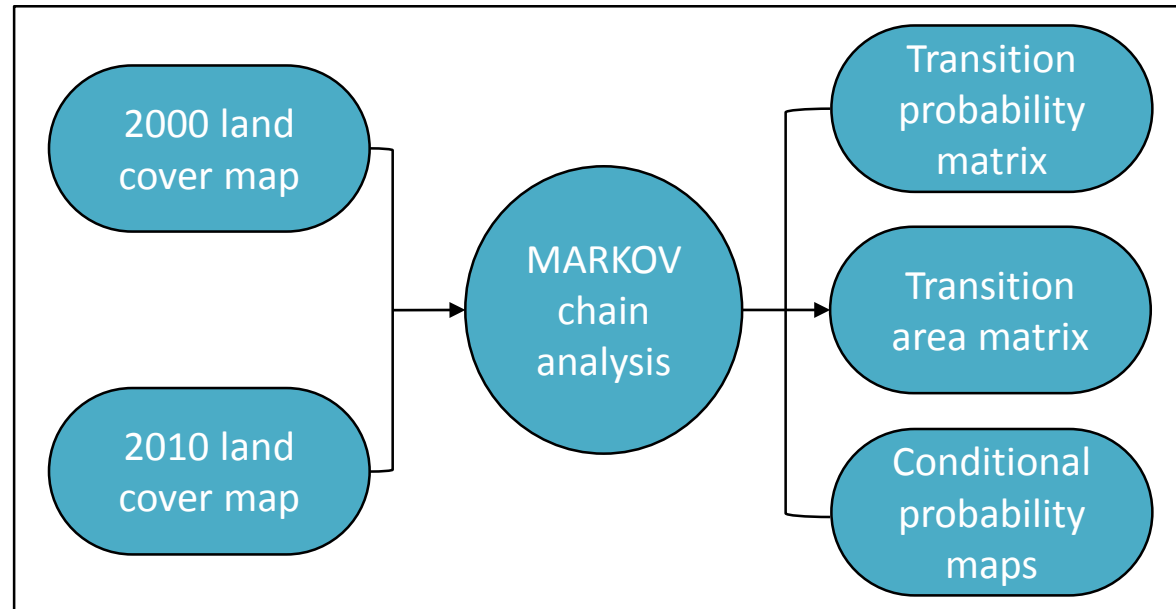 2000 land
cover map
2010 land
cover map
MARKOV
chain
analysis
Transition
probability
matrix
Transition
area matrix
Conditional
probability
maps